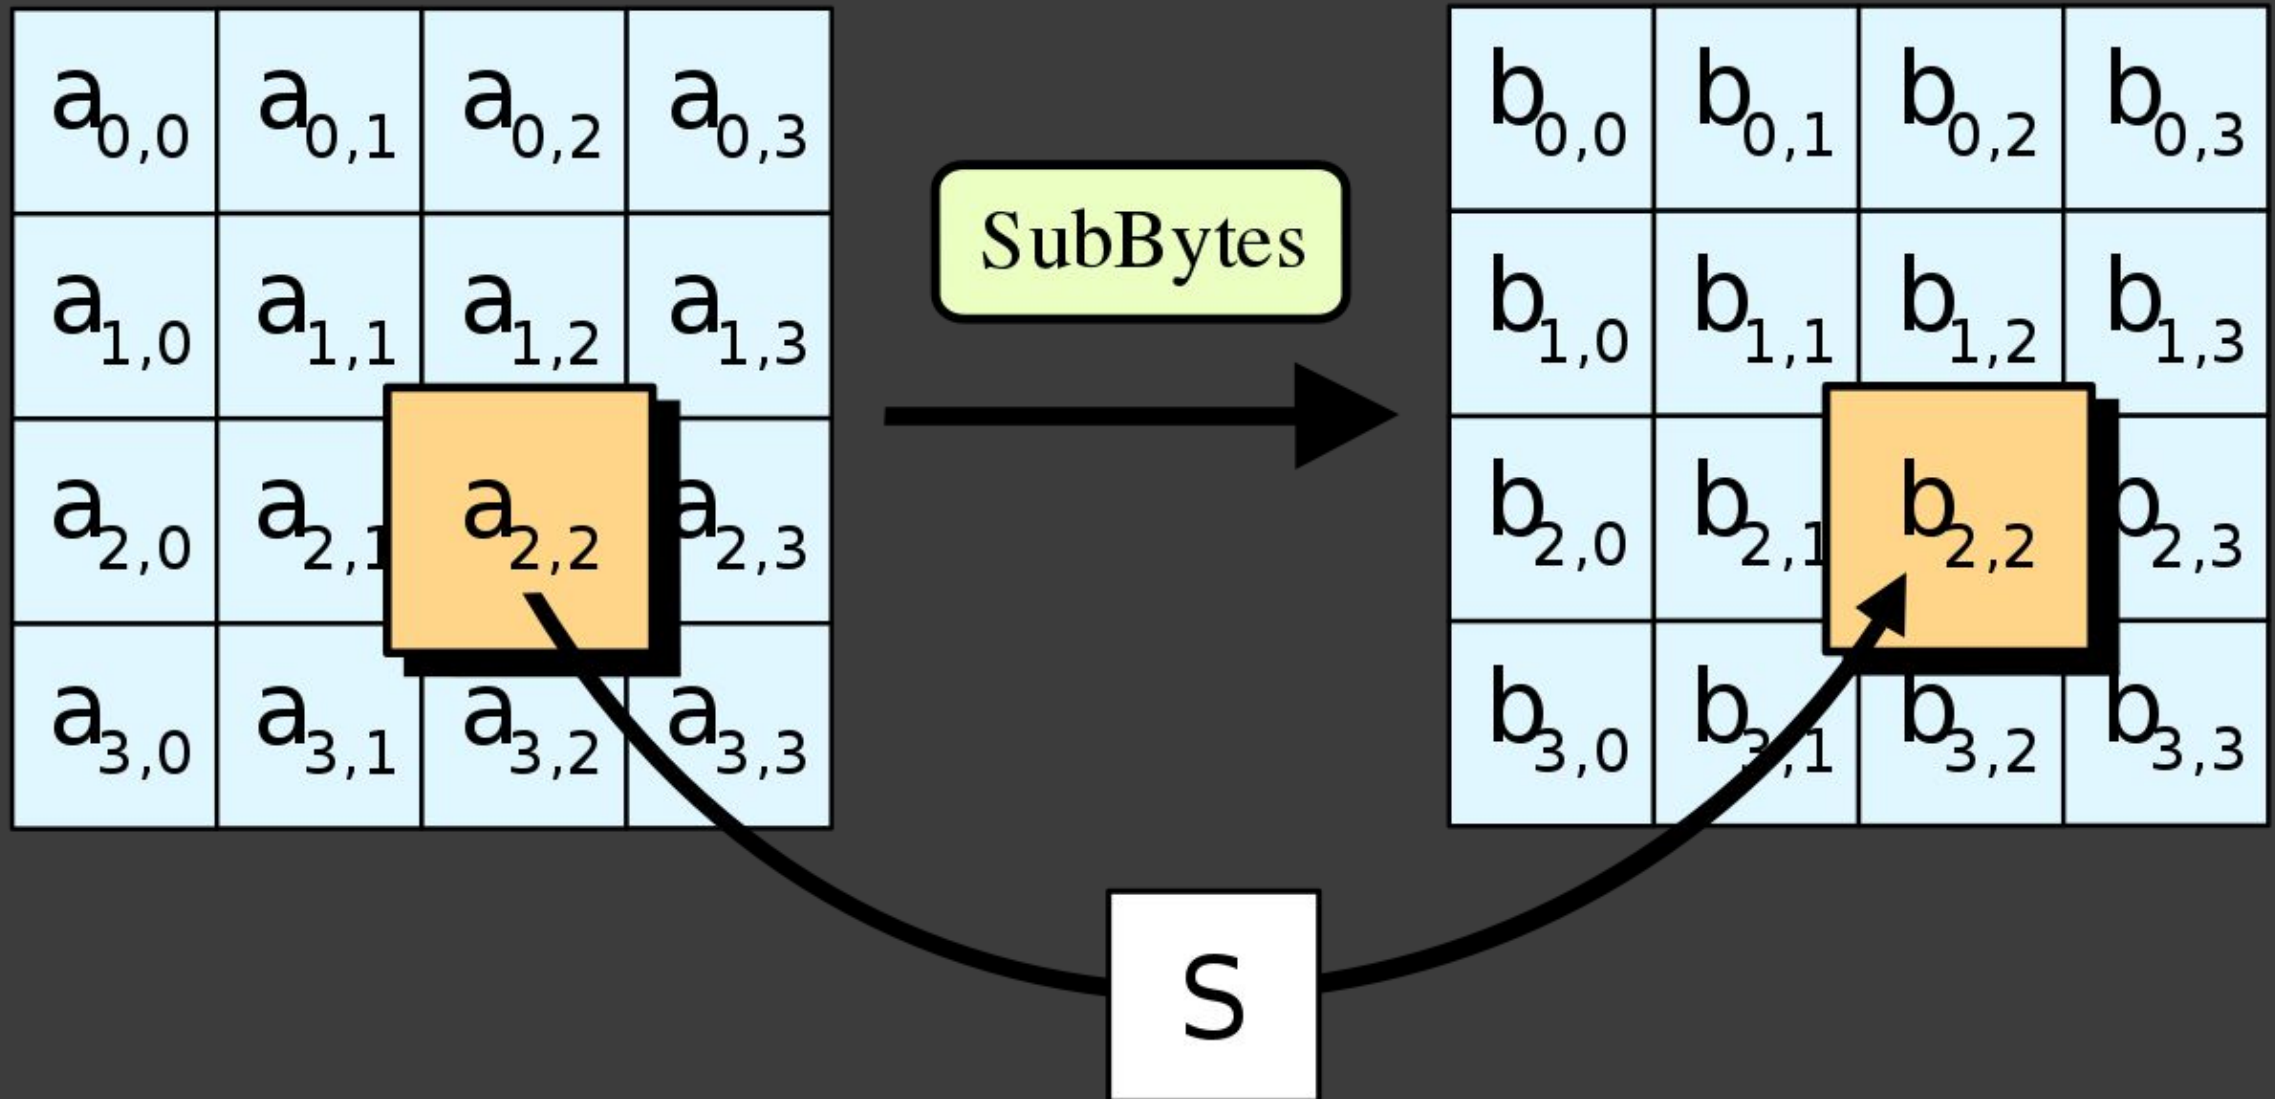 a0,0 a0,1 a0,2 a0,3
a1,0 a1,1 a1,2 a1,3
a2,0 a2,1 a2,2 a2,3
a3,0 a3,1 a3,2 a3,3
SubBytes
b0,0 b0,1 b0,2 b0,3
b1,0 b1,1 b1,2 b1,3
b2,0 b2,1 b2,2 b2,3
b3,0 b3,1 b3,2 b3,3
S